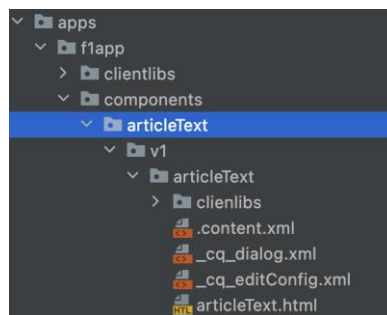 apps
f1app
clientlibs
components
articleText
v1
articleText
clienlibs
.content.xml
_cq_dialog.xml
_cq_editConfig.xml
articleText.html